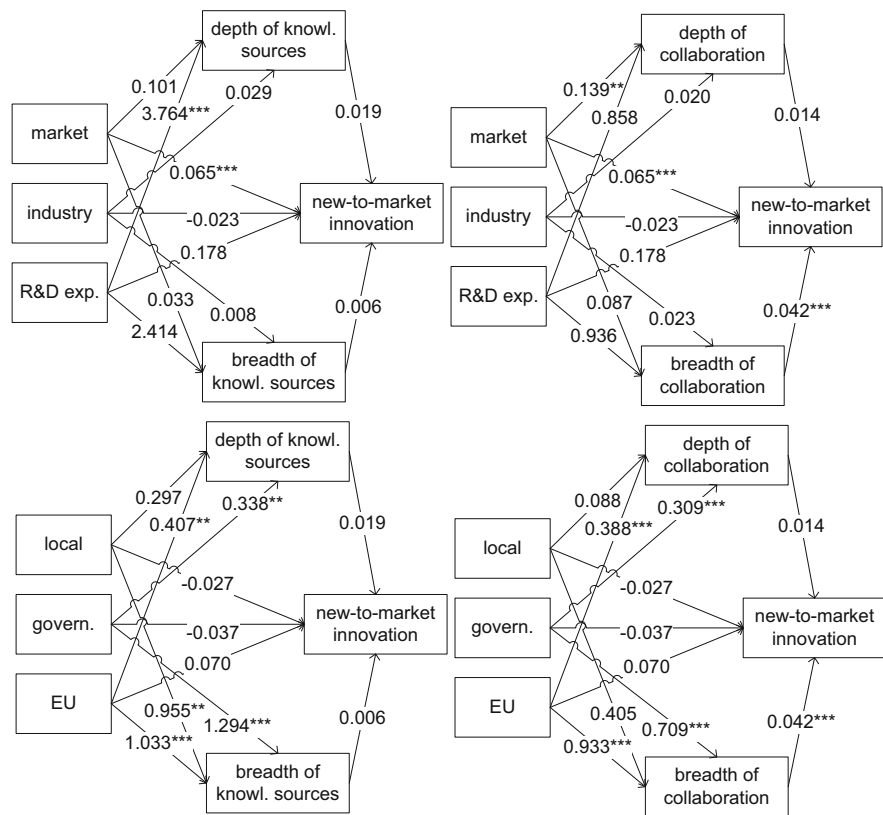 depth of knowl.
sources
0.101
3.764***
0.029
0.019
market
0.065***
industry
-0.023
new-to-market
innovation
0.178
R&D exp.
0.033
0.008
0.006
2.414
breadth of
knowl. sources
depth of
collaboration
0.139**
0.858
0.020
0.014
market
0.065***
industry
-0.023
new-to-market
innovation
0.178
R&D exp.
0.087
0.023
0.042***
0.936
breadth of
collaboration
depth of knowl.
sources
0.297
0.407**
0.338**
0.019
local
-0.027
govern.
-0.037
new-to-market
innovation
0.070
EU
0.955**
1.294***
0.006
1.033***
breadth of
knowl. sources
depth of
collaboration
0.088
0.388***
0.309***
0.014
local
-0.027
govern.
-0.037
new-to-market
innovation
0.070
EU
0.405
0.709***
0.042***
0.933***
breadth of
collaboration